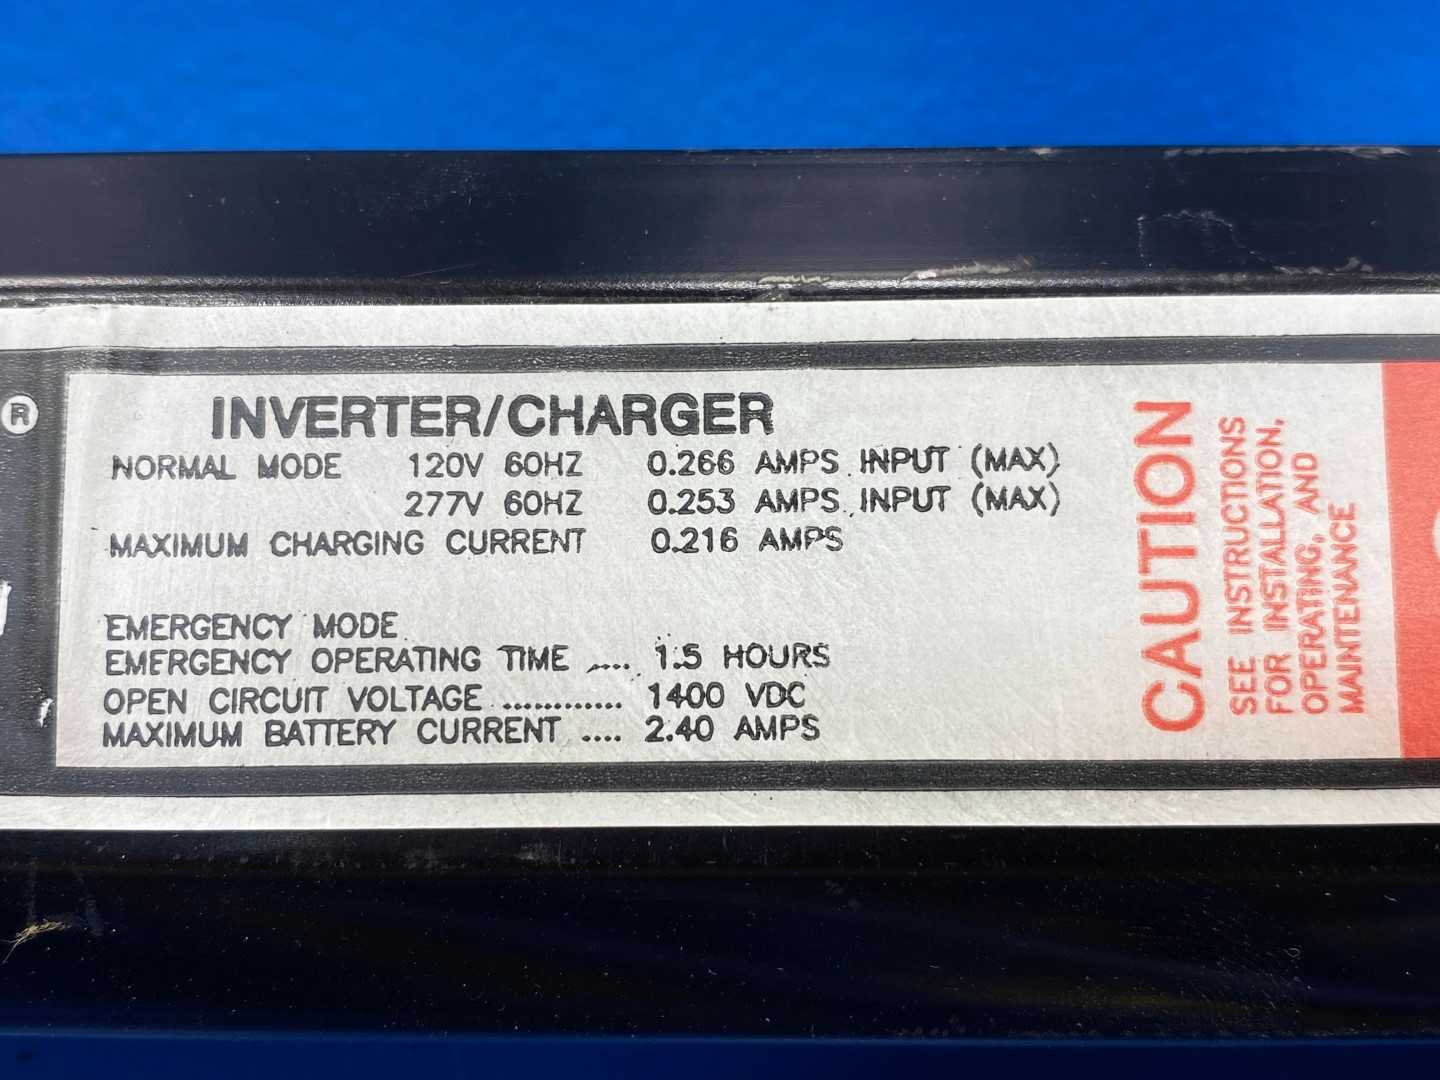 ®
INVERTER/CHARGER
NORMAL MODE 120V 60HZ 0.266 AMPS INPUT (MAX)
277V 60HZ 0.253 AMPS INPUT (MAX)
MAXIMUM CHARGING CURRENT 0.216 AMPS
EMERGENCY MODE
EMERGENCY OPERATING TIME .... 1.5 HOURS
OPEN CIRCUIT VOLTAGE ............ 1400 VDC
MAXIMUM BATTERY CURRENT .... 2.40 AMPS
CAUTION
SEE INSTRUCTIONS
FOR INSTALLATION,
OPERATING, AND
MAINTENANCE